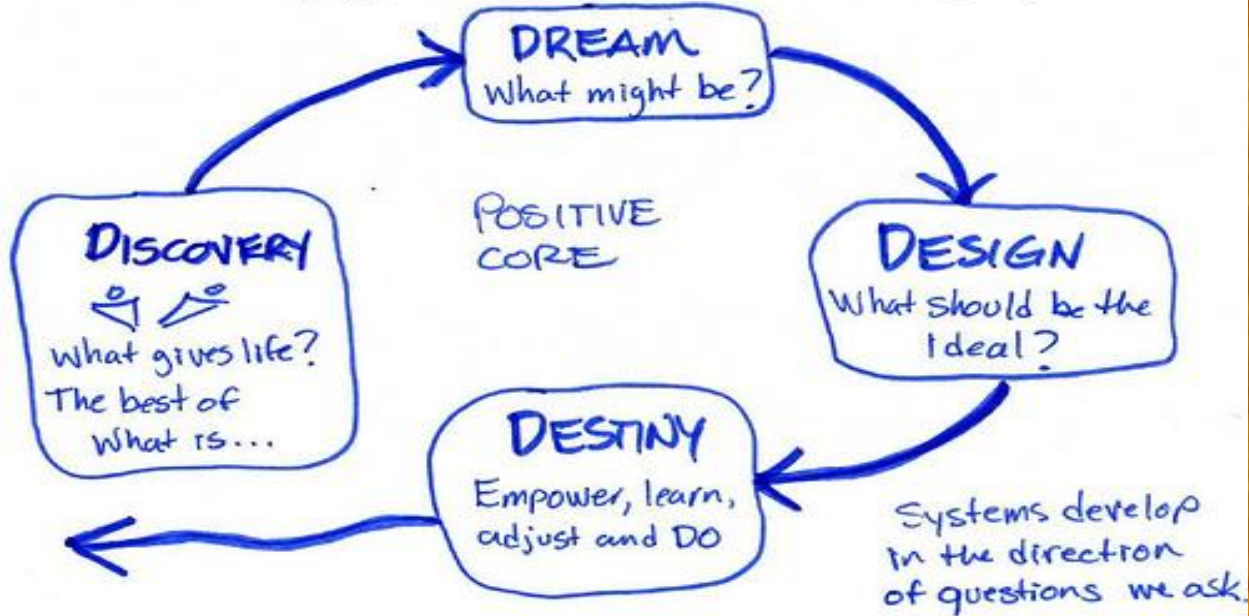 DREAM
What might be?
POSITIVE
CORE
DISCOVERY
What gives life?
The best of
What is...
DESIGN
What should be the
Ideal?
DESTINY
Empower, learn,
adjust and DO
Systems develop
in the direction
of questions we ask.